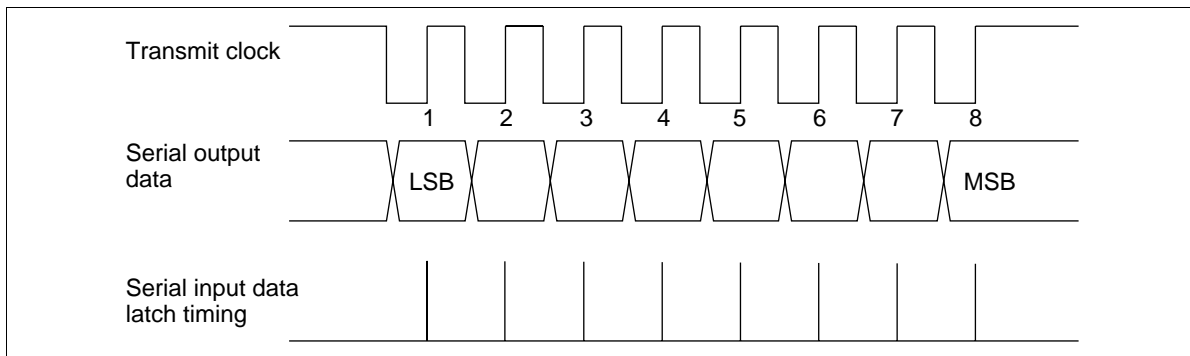 Transmit clock
1 2 3 4 5 6 7 8
Serial output
data
LSB MSB
Serial input data
latch timing